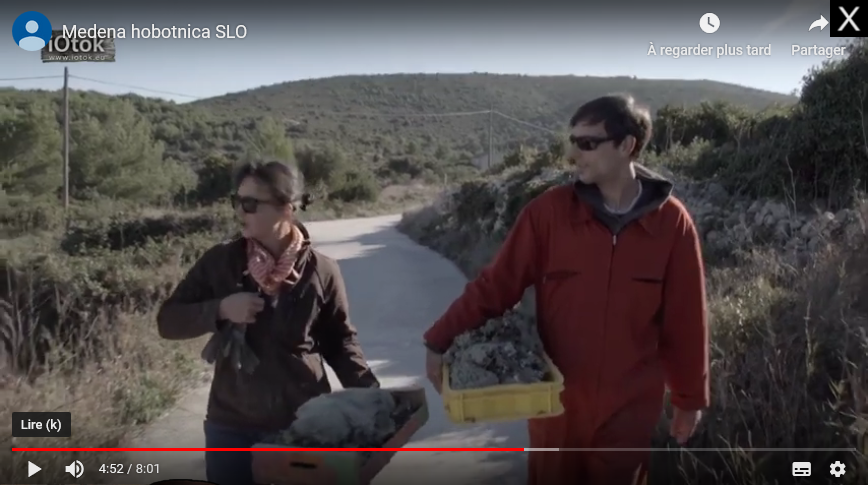 Medena hobotnica SLO
iOtok
www.iotok.eu
À regarder plus tard
Partager
X
Lire (k)
4:52 / 8:01